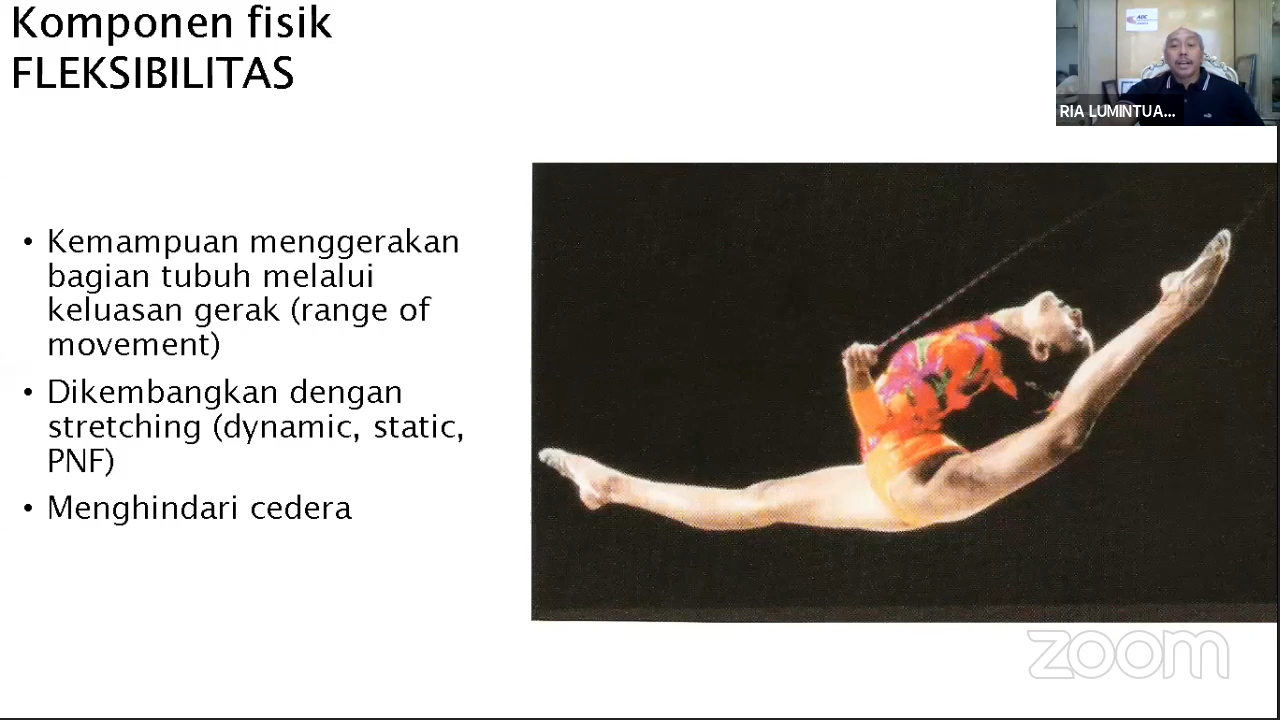 Komponen fisik
FLEKSIBILITAS
RIA LUMINTUA...
• Kemampuan menggerakan
bagian tubuh melalui
keluasan gerak (range of
movement)
• Dikembangkan dengan
stretching (dynamic, static,
PNF)
• Menghindari cedera
zoom